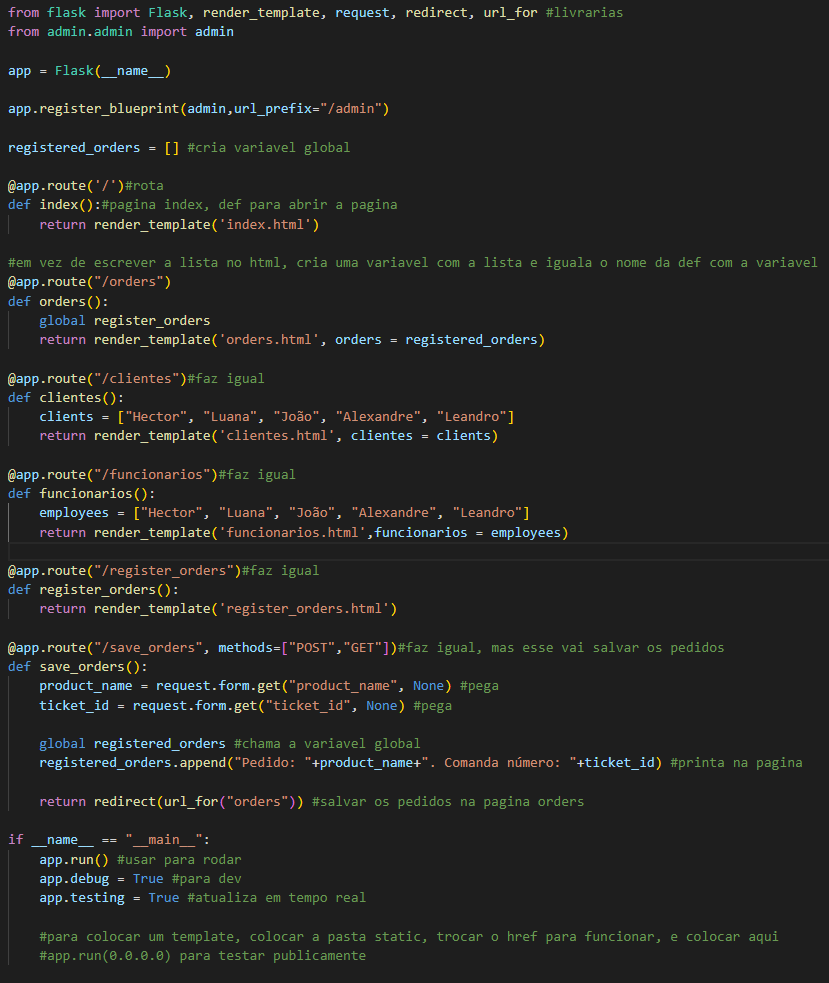 from flask import Flask, render_template, request, redirect, url_for #livrarias
from admin.admin import admin
app = Flask(__name__)
app.register_blueprint(admin,url_prefix="/admin")
registered_orders = [] #cria variavel global
@app.route('/')#rota
def index():#pagina index, def para abrir a pagina
    return render_template('index.html')
#em vez de escrever a lista no html, cria uma variavel com a lista e iguala o nome da def com a variavel
@app.route("/orders")
def orders():
    global register_orders
    return render_template('orders.html', orders = registered_orders)
@app.route("/clientes")#faz igual
def clientes():
    clients = ["Hector", "Luana", "João", "Alexandre", "Leandro"]
    return render_template('clientes.html', clientes = clients)
@app.route("/funcionarios")#faz igual
def funcionarios():
    employees = ["Hector", "Luana", "João", "Alexandre", "Leandro"]
    return render_template('funcionarios.html',funcionarios = employees)
@app.route("/register_orders")#faz igual
def register_orders():
    return render_template('register_orders.html')
@app.route("/save_orders", methods=["POST","GET"])#faz igual, mas esse vai salvar os pedidos
def save_orders():
    product_name = request.form.get("product_name", None) #pega
    ticket_id = request.form.get("ticket_id", None) #pega
    global registered_orders #chama a variavel global
    registered_orders.append("Pedido: "+product_name+". Comanda número: "+ticket_id) #printa na pagina
    return redirect(url_for("orders")) #salvar os pedidos na pagina orders
if __name__ == "__main__":
    app.run() #usar para rodar
    app.debug = True #para dev
    app.testing = True #atualiza em tempo real
    #para colocar um template, colocar a pasta static, trocar o href para funcionar, e colocar aqui
    #app.run(0.0.0.0) para testar publicamente